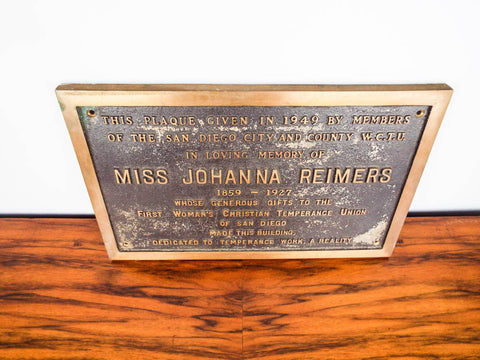 THIS PLAQUE GIVEN IN 1949 BY MEMBERS
OF THE SAN DIEGO CITY AND COUNTY W.C.T.U.
IN LOVING MEMORY OF
MISS JOHANNA REIMERS
1859 - 1927
WHOSE GENEROUS GIFTS TO THE
FIRST WOMAN'S CHRISTIAN TEMPERANCE UNION
OF SAN DIEGO
MADE THIS BUILDING,
DEDICATED TO TEMPERANCE WORK, A REALITY.